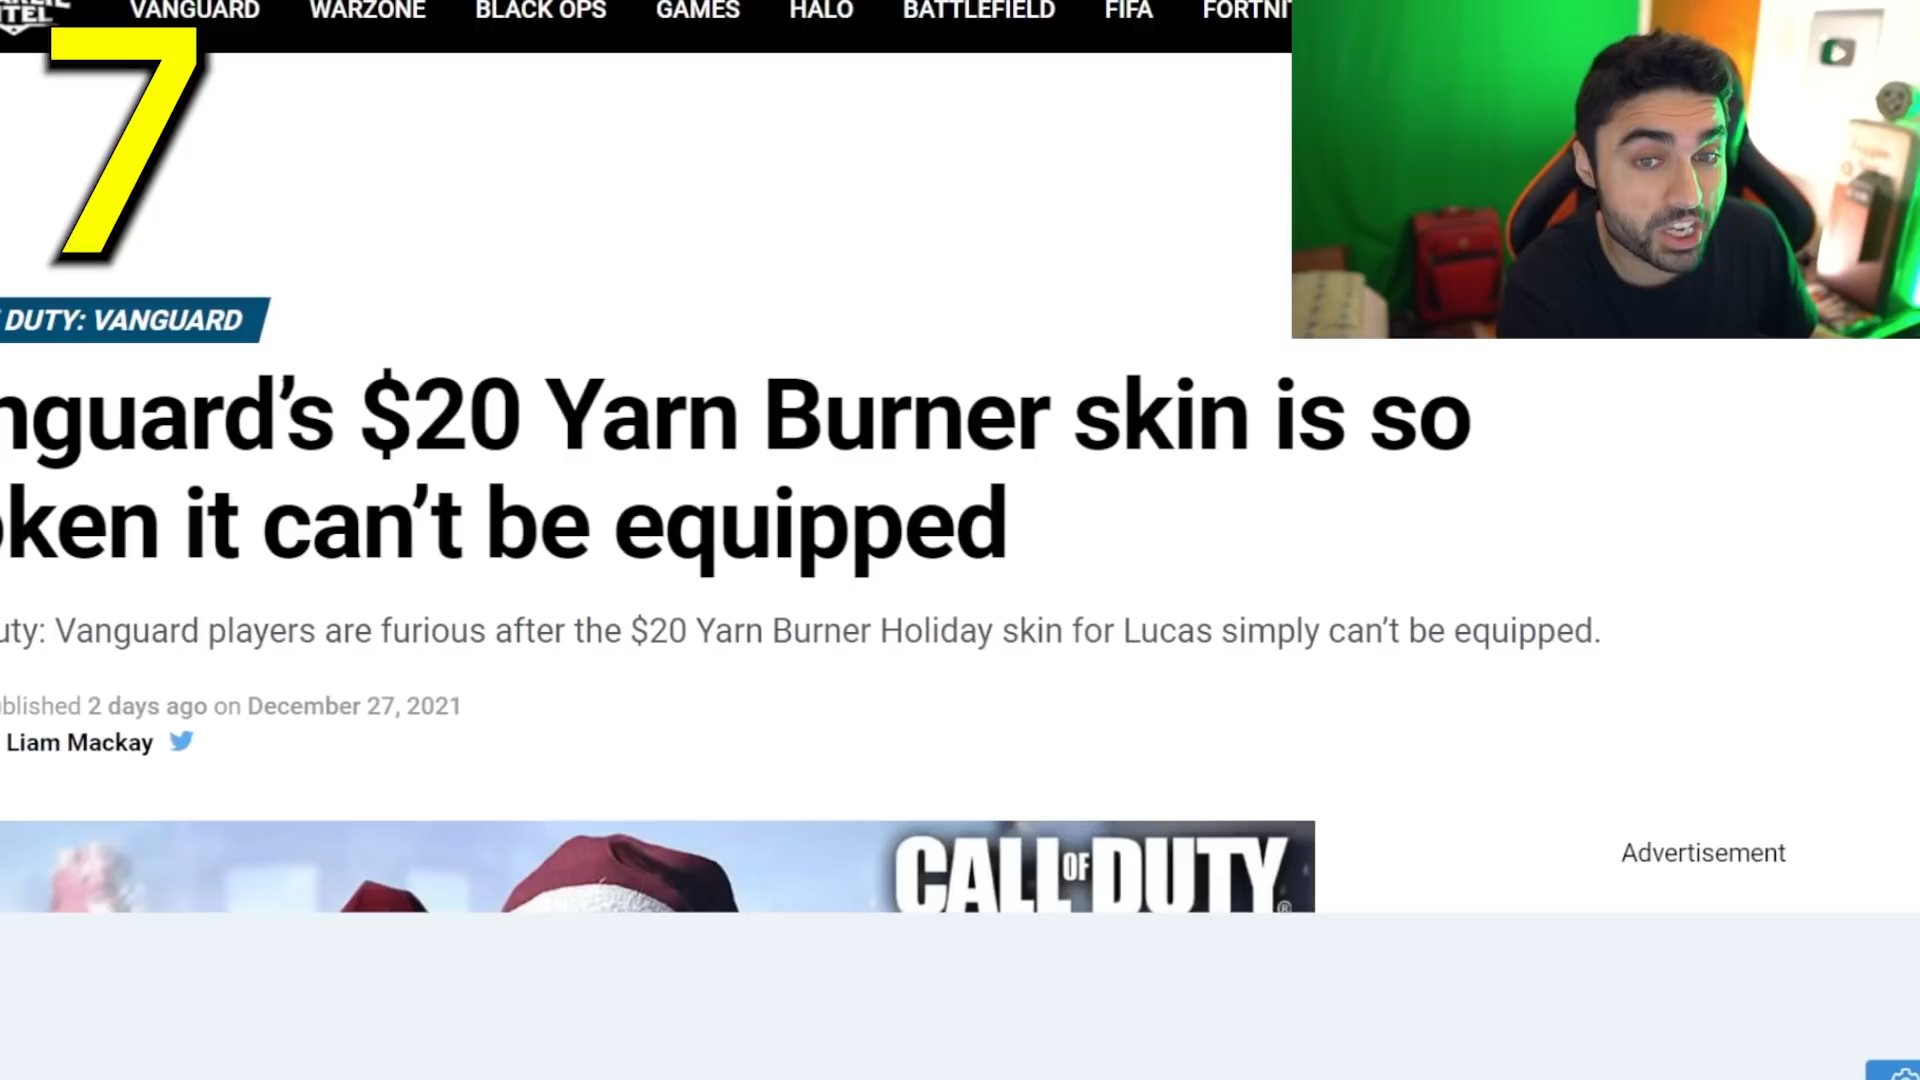 VANGUARD WARZONE BLACK OPS GAMES HALO BATTLEFIELD FIFA FORTNI
7
DUTY: VANGUARD
nguard’s $20 Yarn Burner skin is so
ken it can’t be equipped
uty: Vanguard players are furious after the $20 Yarn Burner Holiday skin for Lucas simply can’t be equipped.
blished 2 days ago on December 27, 2021
Liam Mackay
CALL OF DUTY®
Advertisement